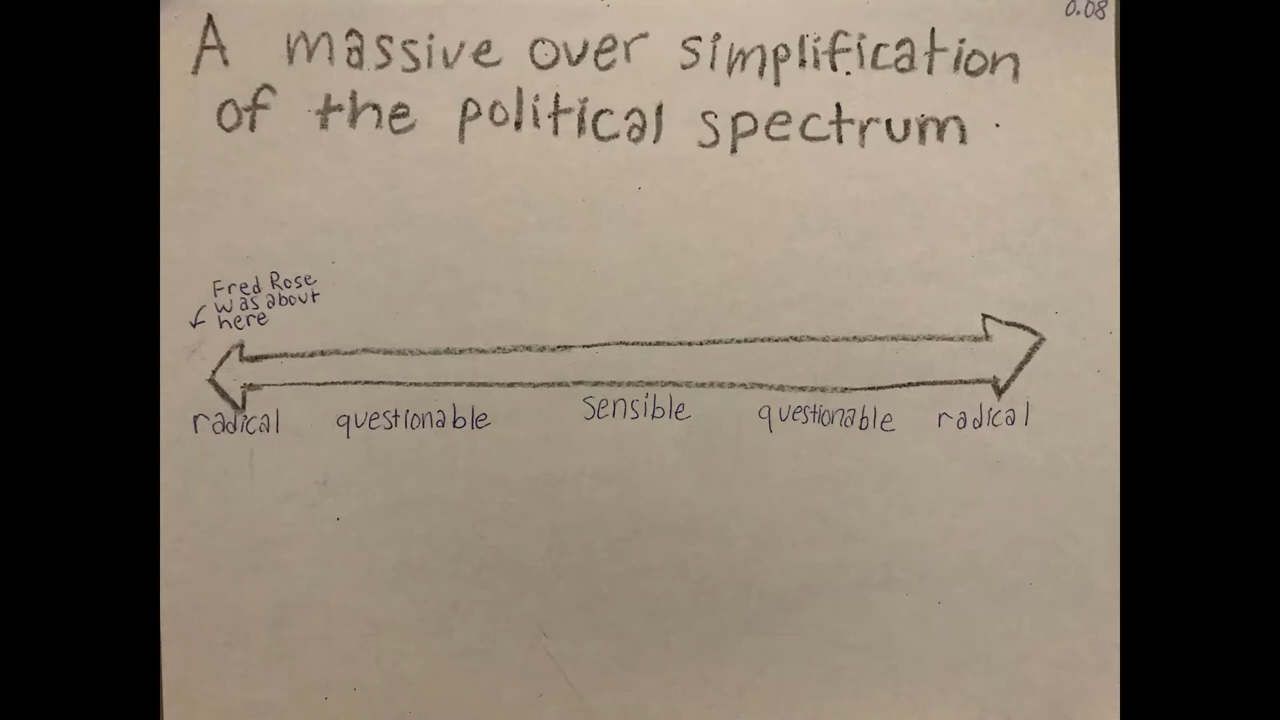 0.08
A massive over simplification
of the political spectrum.
Fred Rose
was about
here
radical questionable sensible questionable radical